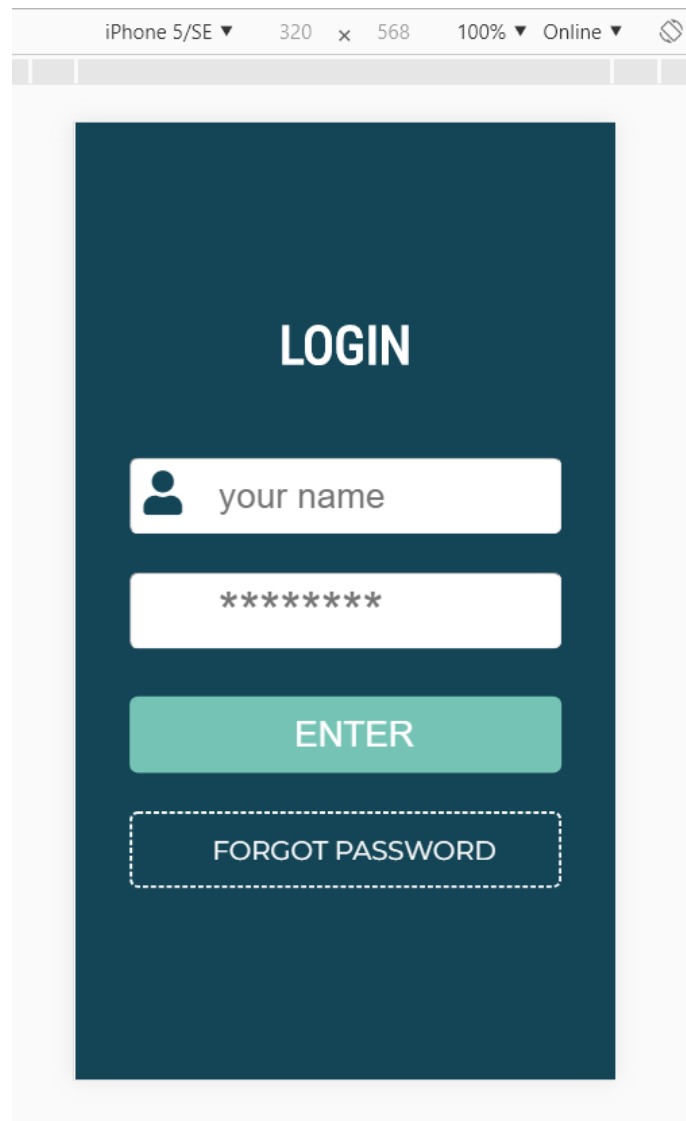 iPhone 5/SE ▼ 320 × 568 100% ▼ Online ▼
LOGIN
your name
********
ENTER
FORGOT PASSWORD